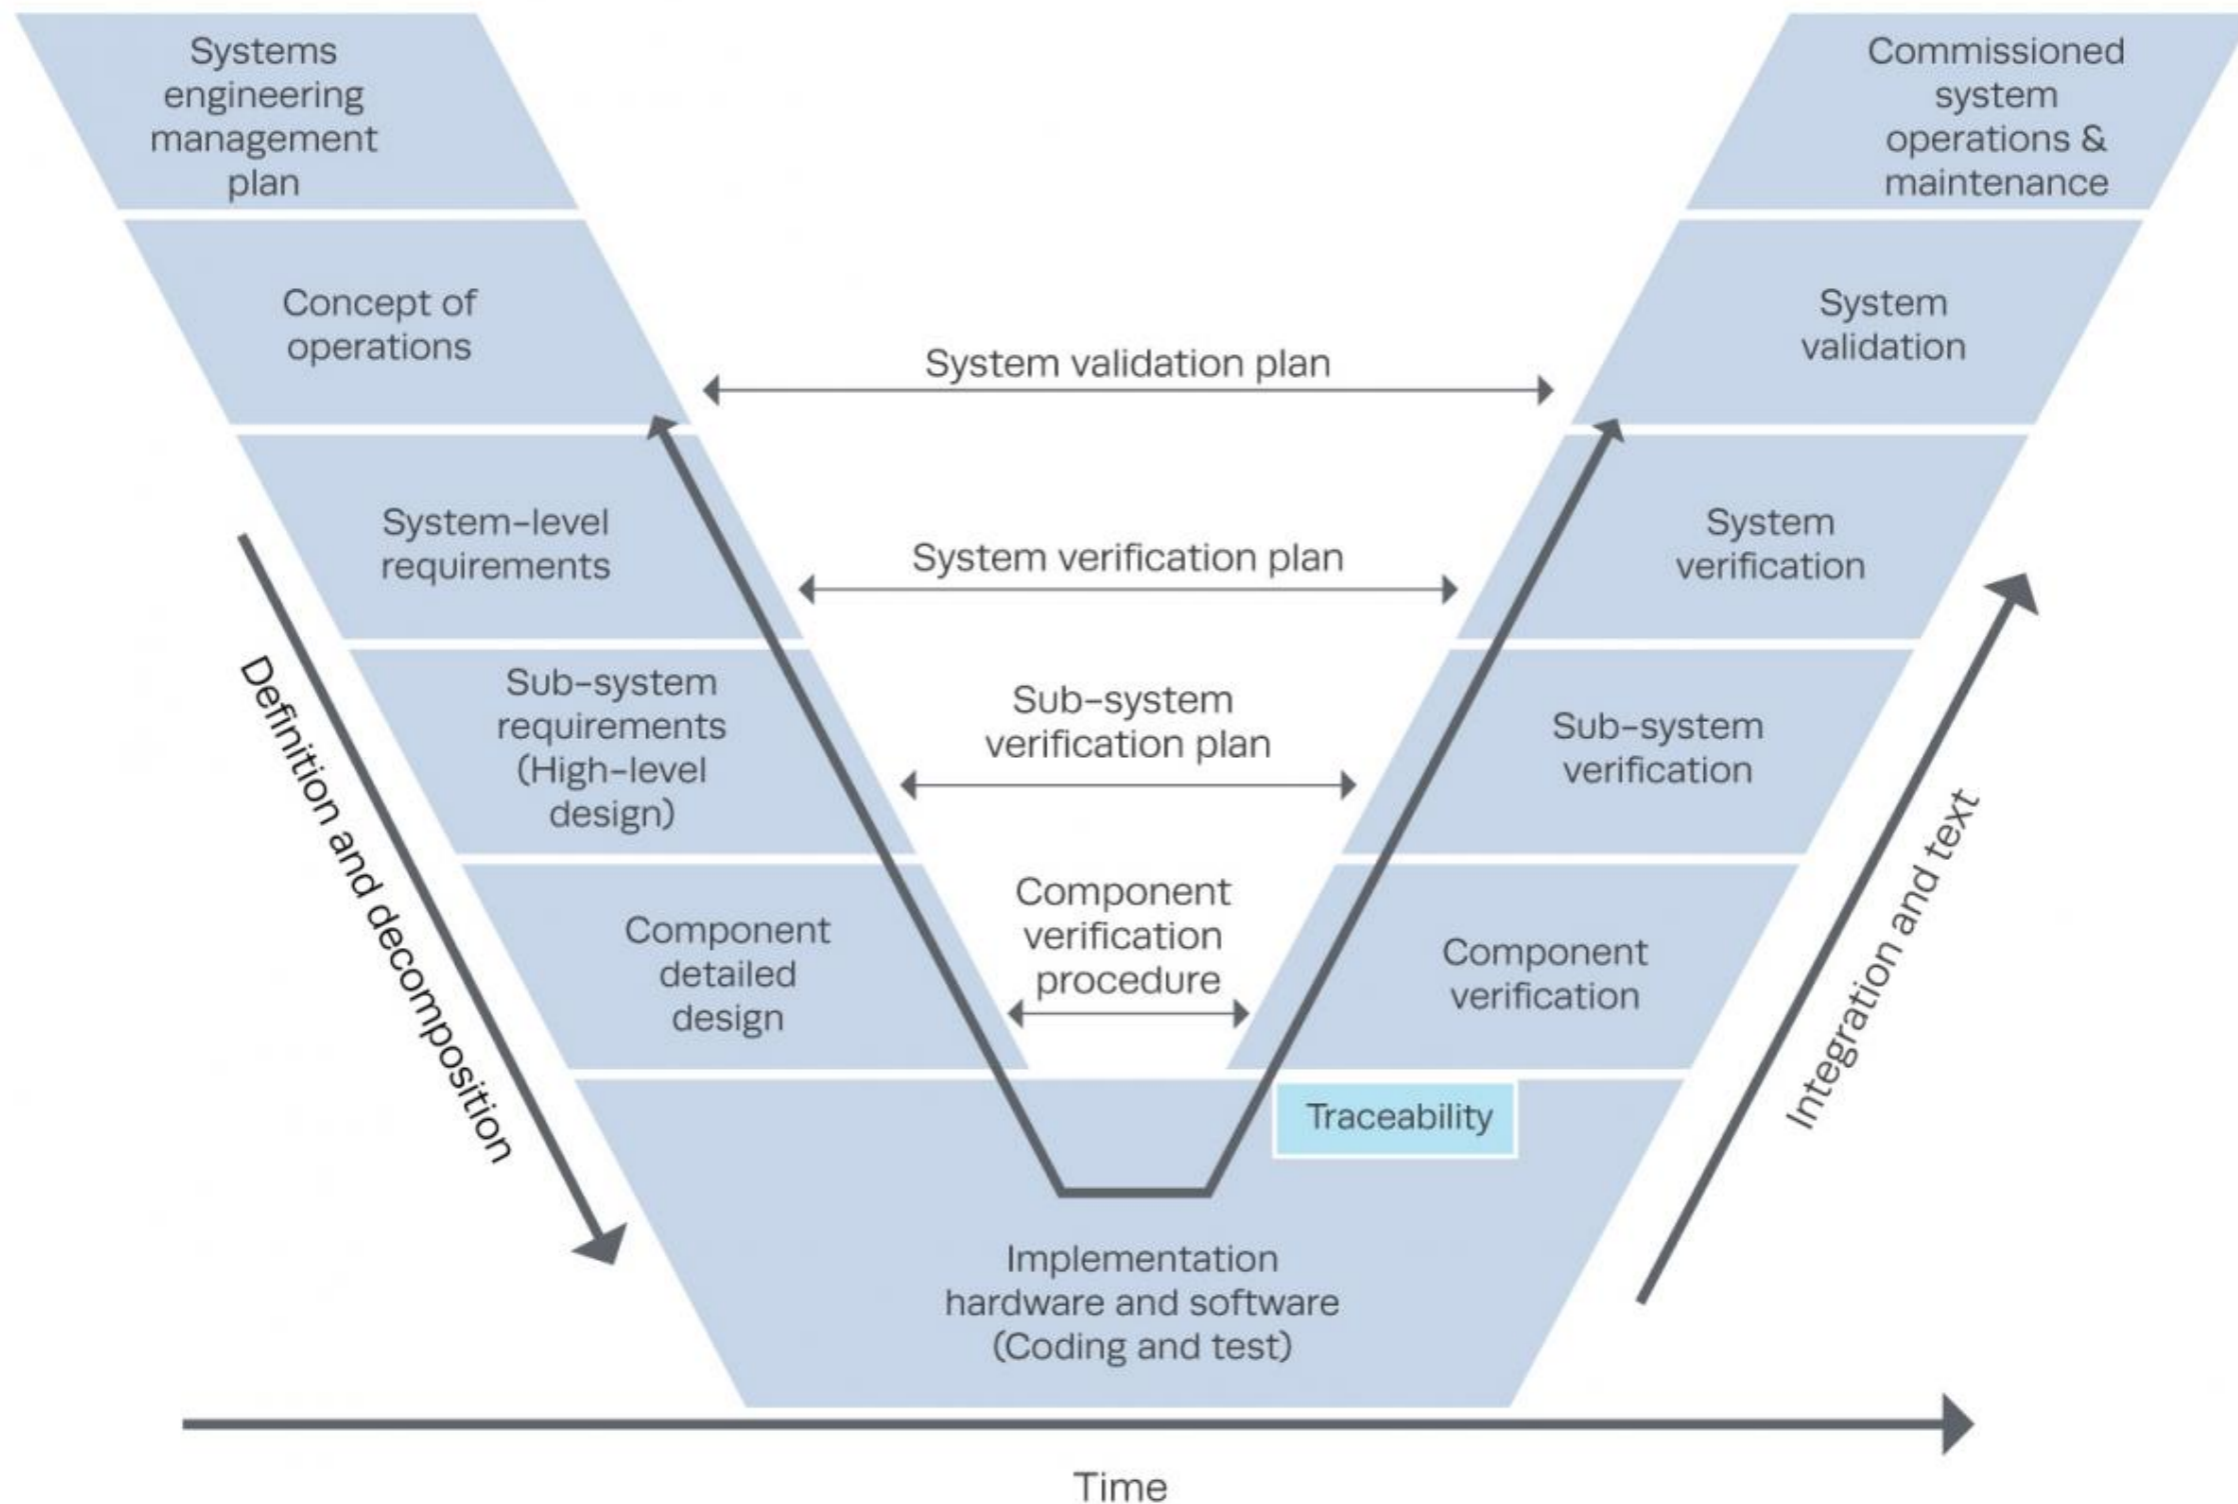 Systems
engineering
management
plan
Commissioned
system
operations &
maintenance
Concept of
operations
System
validation
System validation plan
System-level
requirements
System verification plan
System
verification
Sub-system
requirements
(High-level
design)
Sub-system
verification plan
Sub-system
verification
Component
detailed
design
Component
verification
procedure
Component
verification
Definition and decomposition
Integration and text
Traceability
Implementation
hardware and software
(Coding and test)
Time